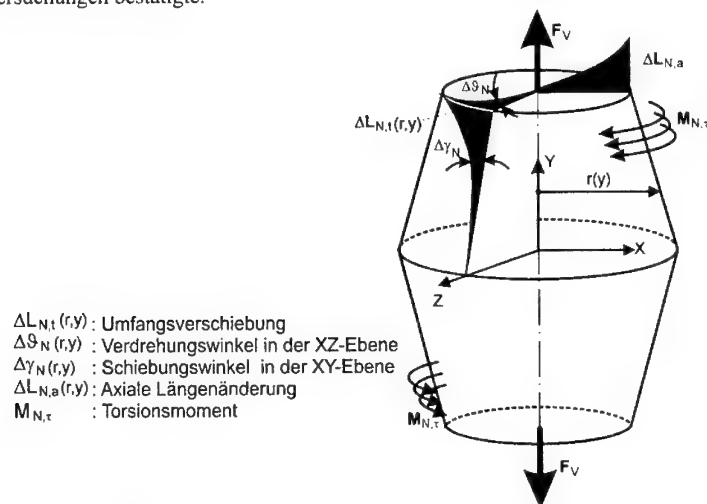 F_V
ΔL_N,a
Δϑ_N
ΔL_N,t(r,y)
M_N,τ
Δγ_N
Y
r(y)
X
Z
ΔL_N,t (r,y) : Umfangsverschiebung
Δϑ_N (r,y) : Verdrehungswinkel in der XZ-Ebene
Δγ_N (r,y) : Schiebungswinkel in der XY-Ebene
ΔL_N,a(r,y) : Axiale Längenänderung
M_N,τ : Torsionsmoment
M_N,τ
F_V